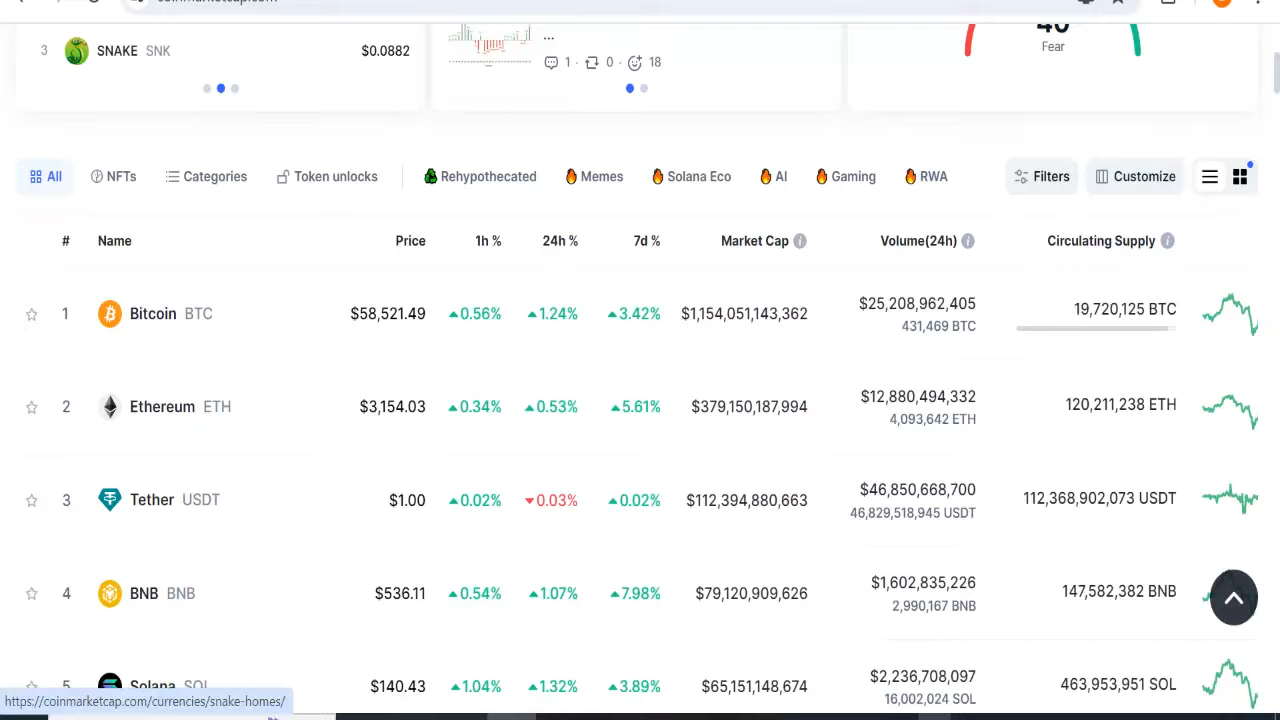 3 SNAKE SNK $0.0882
...
1 · 0 · 18
Fear
All NFTs Categories Token unlocks Rehypothecated Memes Solana Eco AI Gaming RWA Filters Customize
# Name Price 1h % 24h % 7d % Market Cap Volume(24h) Circulating Supply
1 Bitcoin BTC $58,521.49 0.56% 1.24% 3.42% $1,154,051,143,362 $25,208,962,405 19,720,125 BTC
431,469 BTC
2 Ethereum ETH $3,154.03 0.34% 0.53% 5.61% $379,150,187,994 $12,880,494,332 120,211,238 ETH
4,093,642 ETH
3 Tether USDT $1.00 0.02% 0.03% 0.02% $112,394,880,663 $46,850,668,700 112,368,902,073 USDT
46,829,518,945 USDT
4 BNB BNB $536.11 0.54% 1.07% 7.98% $79,120,909,626 $1,602,835,226 147,582,382 BNB
2,990,167 BNB
5 Solana SOL $140.43 1.04% 1.32% 3.89% $65,151,148,674 $2,236,708,097 463,953,951 SOL
16,002,024 SOL
https://coinmarketcap.com/currencies/snake-homes/